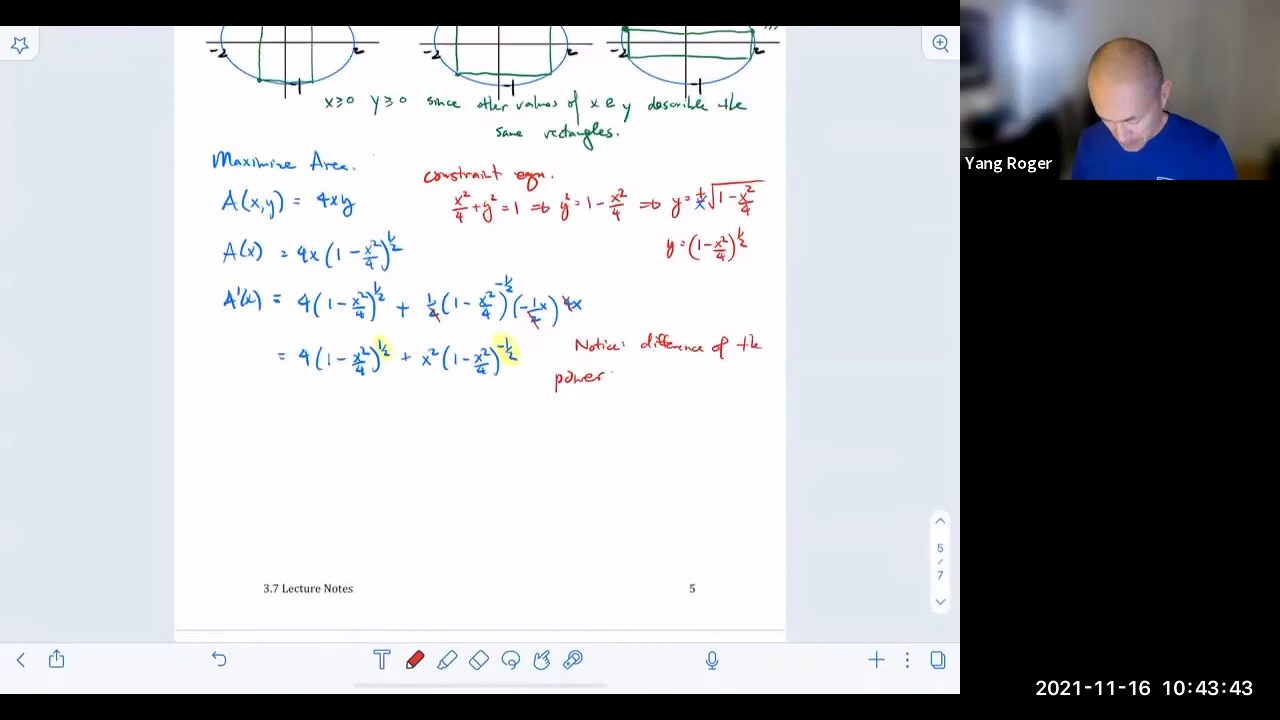 -2 2 -1 -2 2 -1 -2 2 -1
x ≥ 0 y ≥ 0 since other values of x & y describe the
same rectangles.
Maximize Area.
constraint eqn.
A(x,y) = 4xy
x²/4 + y² = 1 ⇒ y² = 1 - x²/4 ⇒ y = ± √(1 - x²/4)
y = (1 - x²/4)^(1/2)
A(x) = 4x (1 - x²/4)^(1/2)
A'(x) = 4(1 - x²/4)^(1/2) + 1/2 (1 - x²/4)^(-1/2) (-1/2 x) 4x
= 4(1 - x²/4)^(1/2) + x² (1 - x²/4)^(-1/2)
Notice: difference of the
power
3.7 Lecture Notes 5
5
/
7
T
Yang Roger
2021-11-16 10:43:43